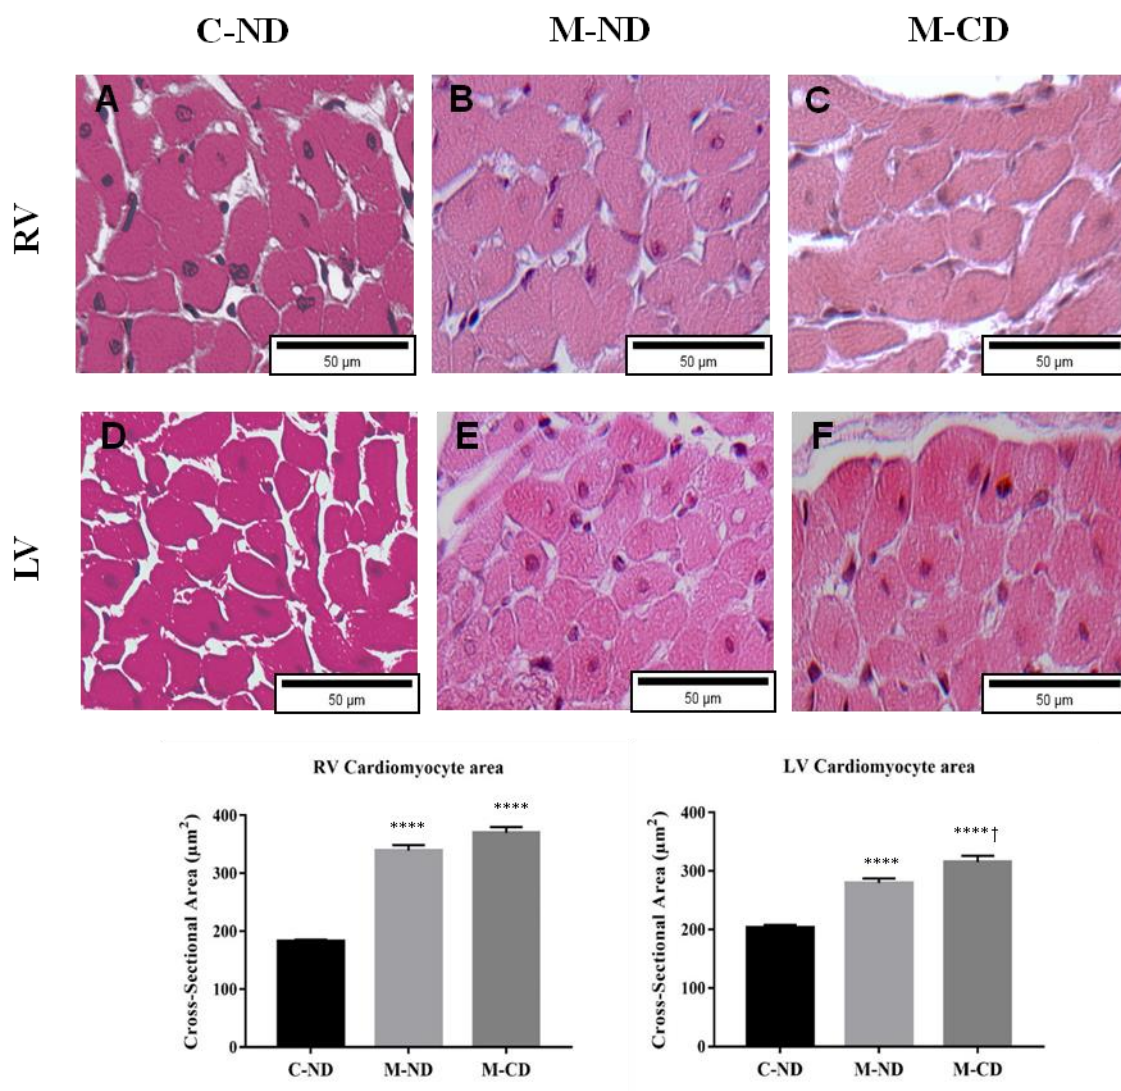 C-ND M-ND M-CD
RV
A B C
50 µm 50 µm 50 µm
LV
D E F
50 µm 50 µm 50 µm
RV Cardiomyocyte area
Cross-Sectional Area (µm²)
400
300
200
100
0
**** ****
C-ND M-ND M-CD
LV Cardiomyocyte area
Cross-Sectional Area (µm²)
400
300
200
100
0
**** ****†
C-ND M-ND M-CD